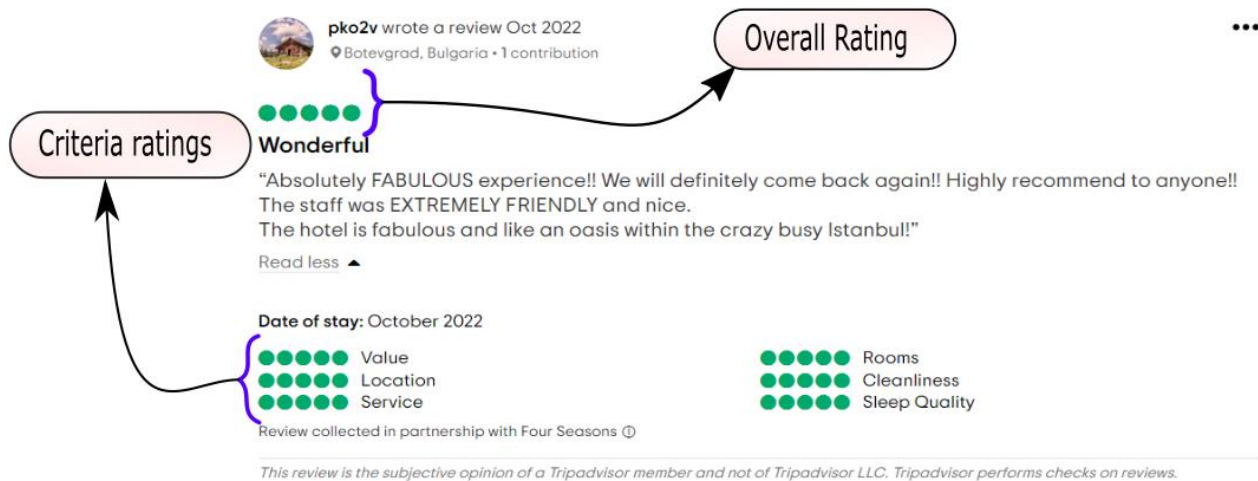 pko2v wrote a review Oct 2022
Botevgrad, Bulgaria • 1 contribution
Overall Rating
Criteria ratings
Wonderful
“Absolutely FABULOUS experience!! We will definitely come back again!! Highly recommend to anyone!!
The staff was EXTREMELY FRIENDLY and nice.
The hotel is fabulous and like an oasis within the crazy busy Istanbul!”
Read less
Date of stay: October 2022
Value
Location
Service
Rooms
Cleanliness
Sleep Quality
Review collected in partnership with Four Seasons
This review is the subjective opinion of a Tripadvisor member and not of Tripadvisor LLC. Tripadvisor performs checks on reviews.